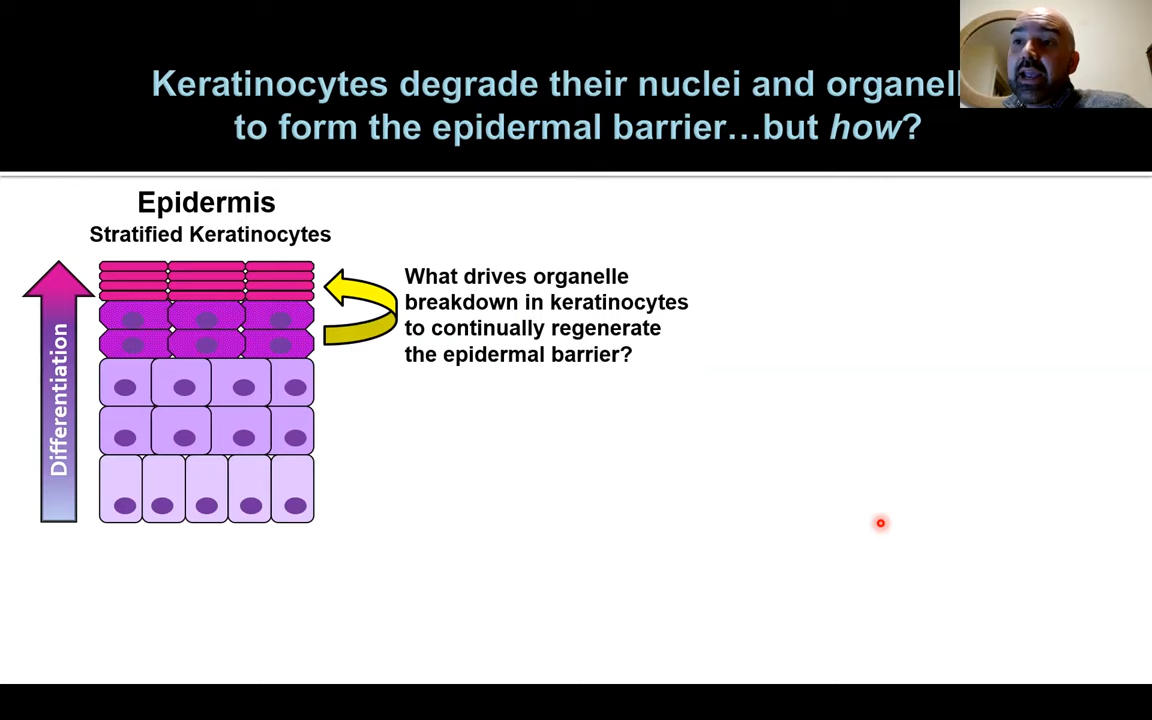 Keratinocytes degrade their nuclei and
to form the epidermal barrier…but how?
Epidermis
Stratified Keratinocytes
Differentiation
What drives organelle
breakdown in keratinocytes
to continually regenerate
the epidermal barrier?